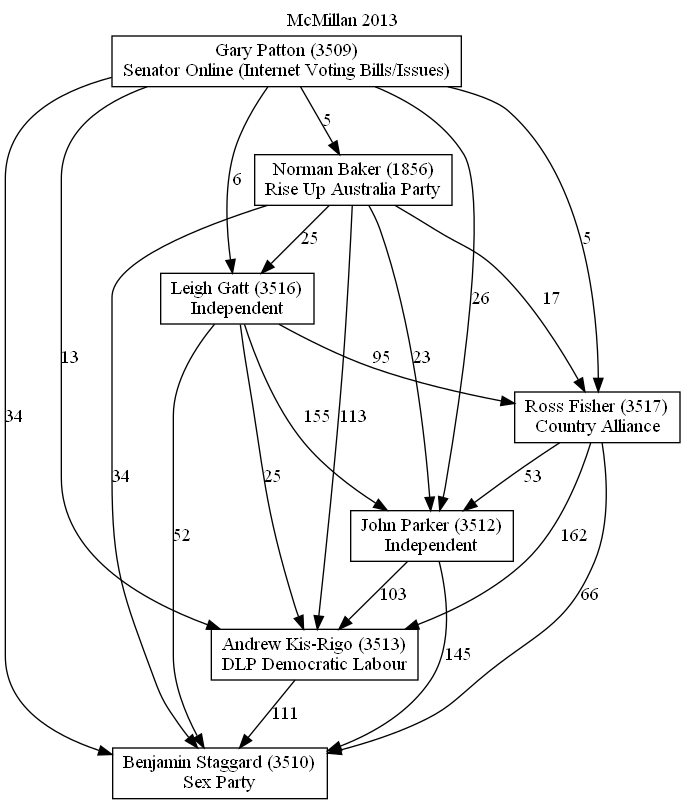 McMillan 2013
Gary Patton (3509)
Senator Online (Internet Voting Bills/Issues)
5
Norman Baker (1856)
Rise Up Australia Party
6
25
5
Leigh Gatt (3516)
Independent
26
17
13
95
23
34
155
113
Ross Fisher (3517)
Country Alliance
34
25
53
52
John Parker (3512)
Independent
162
103
66
Andrew Kis-Rigo (3513)
DLP Democratic Labour
145
111
Benjamin Staggard (3510)
Sex Party